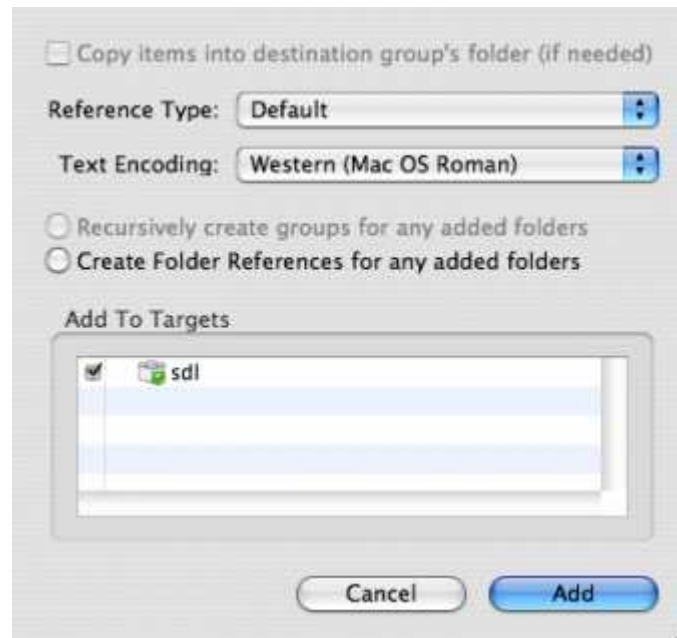 Copy items into destination group's folder (if needed)
Reference Type: Default
Text Encoding: Western (Mac OS Roman)
Recursively create groups for any added folders
Create Folder References for any added folders
Add To Targets
sdl
Cancel Add